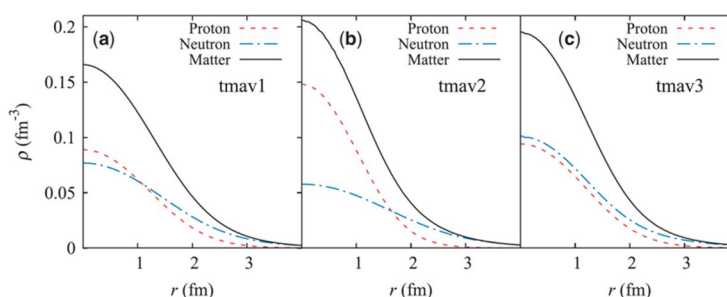 0.2
0.15
0.1
0.05
0
ρ (fm-3)
(a)
Proton
Neutron
Matter
tmav1
1 2 3
r (fm)
(b)
Proton
Neutron
Matter
tmav2
1 2 3
r (fm)
(c)
Proton
Neutron
Matter
tmav3
1 2 3
r (fm)